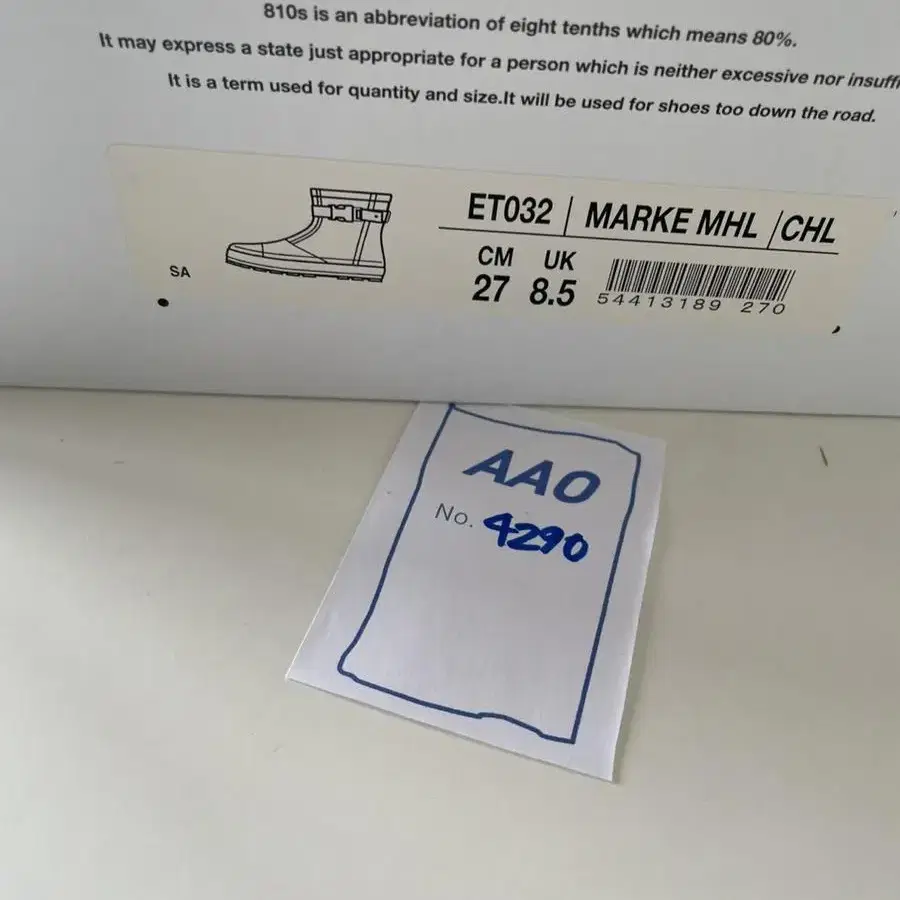 810s is an abbreviation of eight tenths which means 80%.
It may express a state just appropriate for a person which is neither excessive nor
It is a term used for quantity and size.It will be used for shoes too down the road.
ET032 | MARKE MHL /CHL
SA
CM UK
27 8.5
54413189 270
AAO
No. 4290